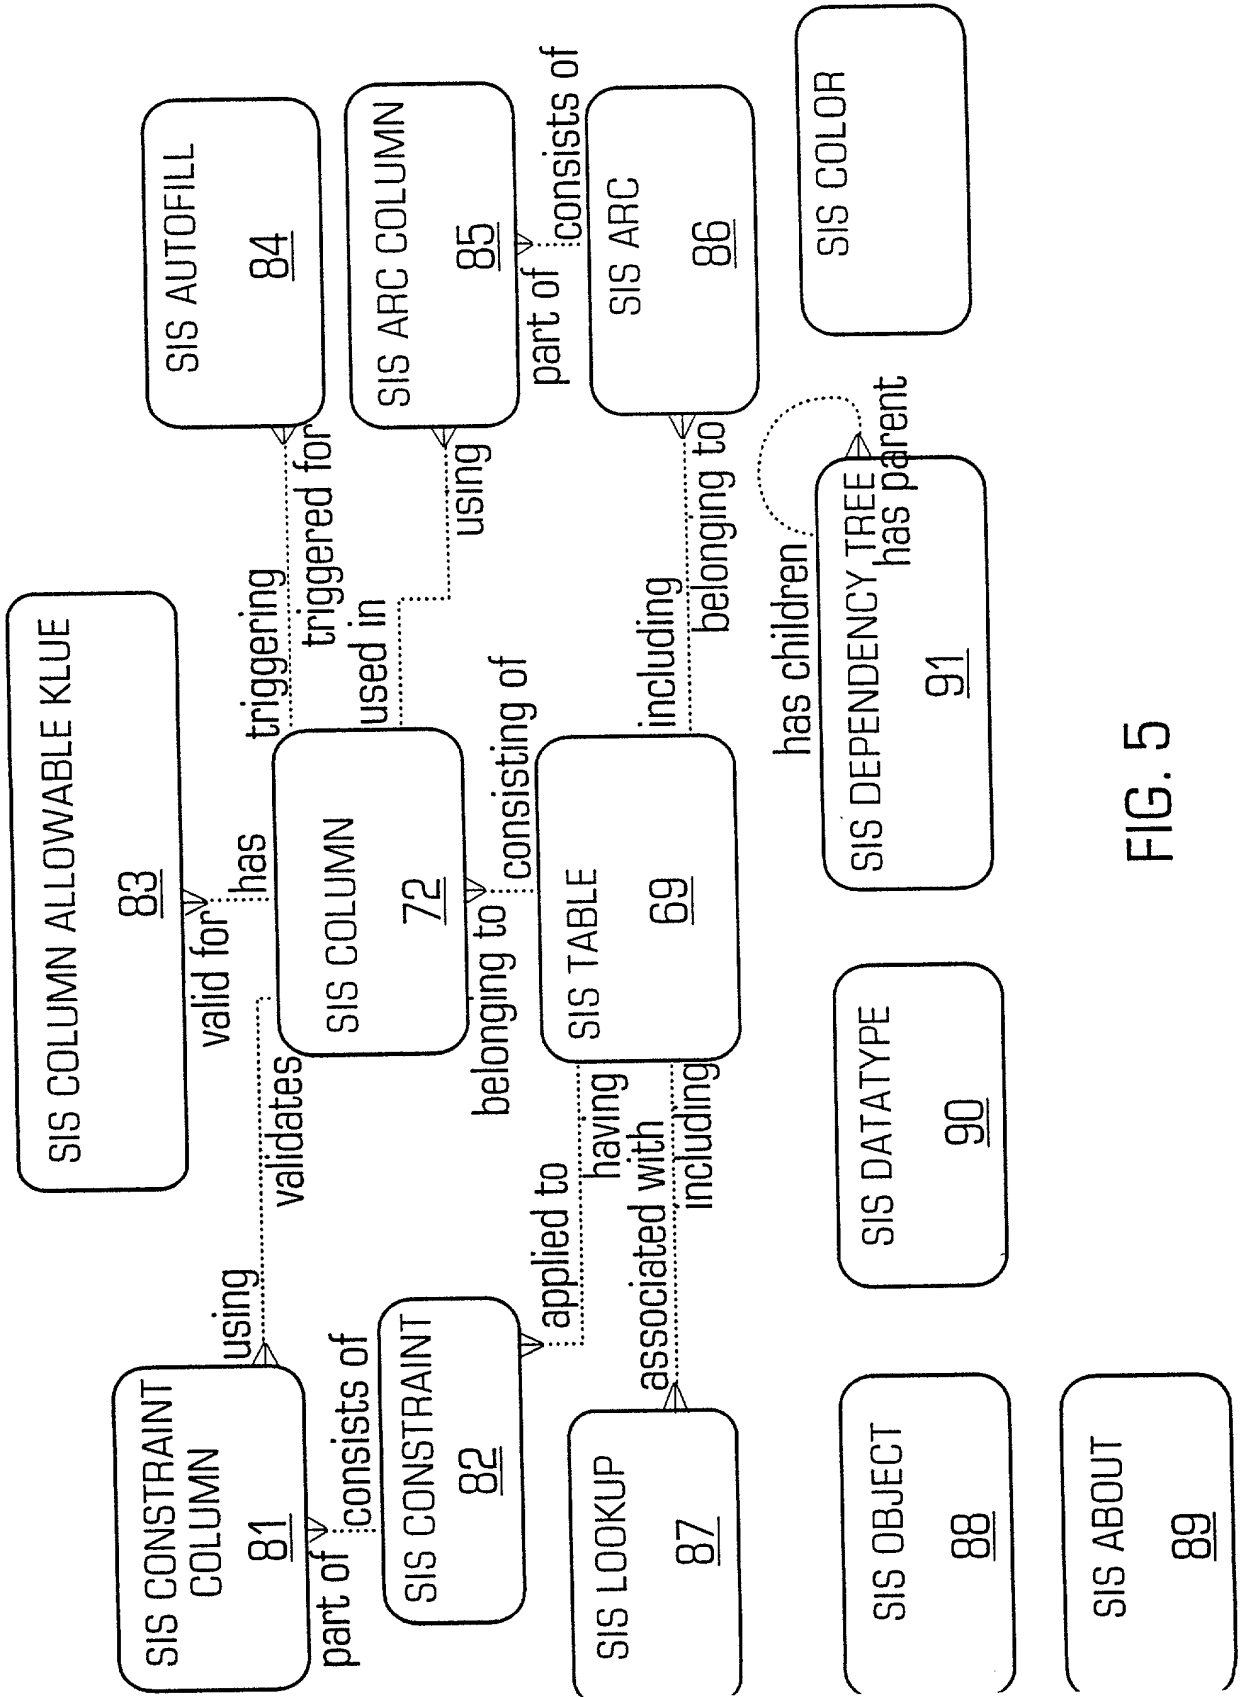 SIS COLUMN ALLOWABLE KLUE
83
valid for
has
SIS CONSTRAINT
COLUMN
81
using
validates
part of
consists of
SIS CONSTRAINT
82
applied to
having
SIS COLUMN
72
triggering
triggered for
SIS AUTOFILL
84
used in
using
SIS ARC COLUMN
85
part of
consists of
belonging to
consisting of
SIS TABLE
69
including
belonging to
SIS ARC
86
associated with
including
SIS LOOKUP
87
SIS OBJECT
88
SIS ABOUT
89
SIS DATATYPE
90
has children
SIS DEPENDENCY TREE
has parent
91
SIS COLOR
FIG. 5